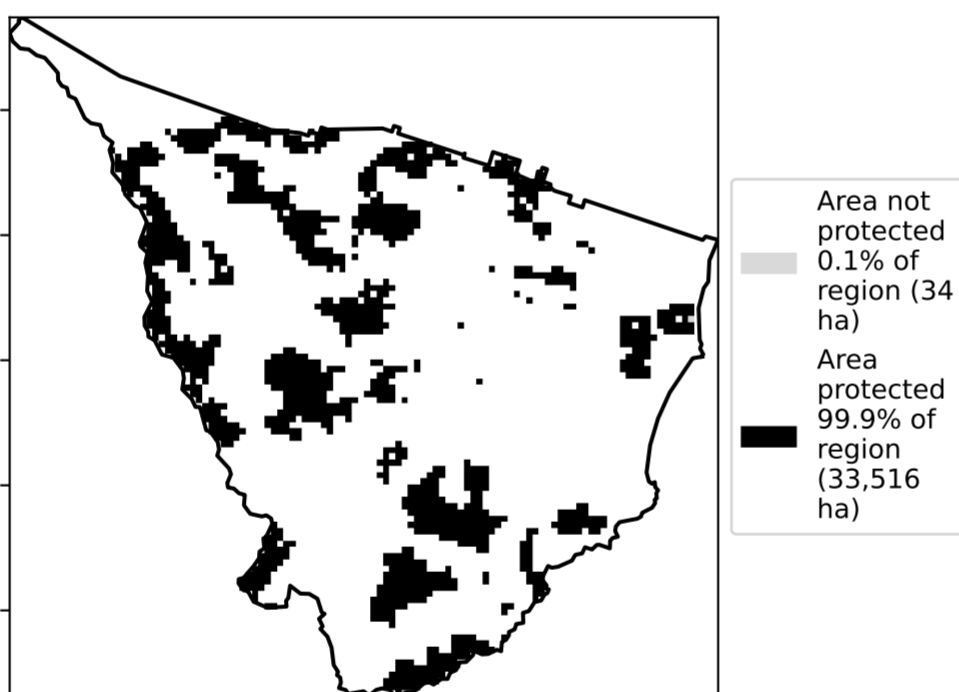 Area not
protected
0.1% of
region (34
ha)
Area
protected
99.9% of
region
(33,516
ha)